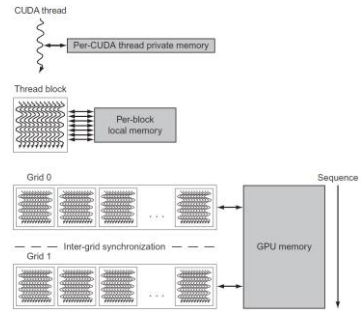 CUDA thread
Per-CUDA thread private memory
Thread block
Per-block
local memory
Grid 0
Sequence
. . .
Inter-grid synchronization
GPU memory
Grid 1
. . .